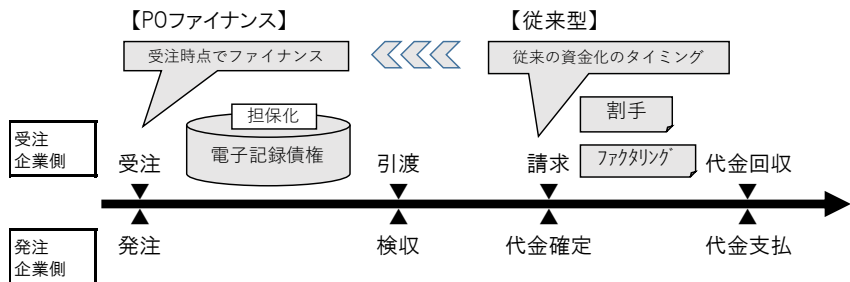 【POファイナンス】
【従来型】
受注時点でファイナンス
従来の資金化のタイミング
担保化
割手
電子記録債権
ﾌｧｸﾀﾘﾝｸﾞ
受注
企業側
受注
引渡
請求
代金回収
発注
企業側
発注
検収
代金確定
代金支払